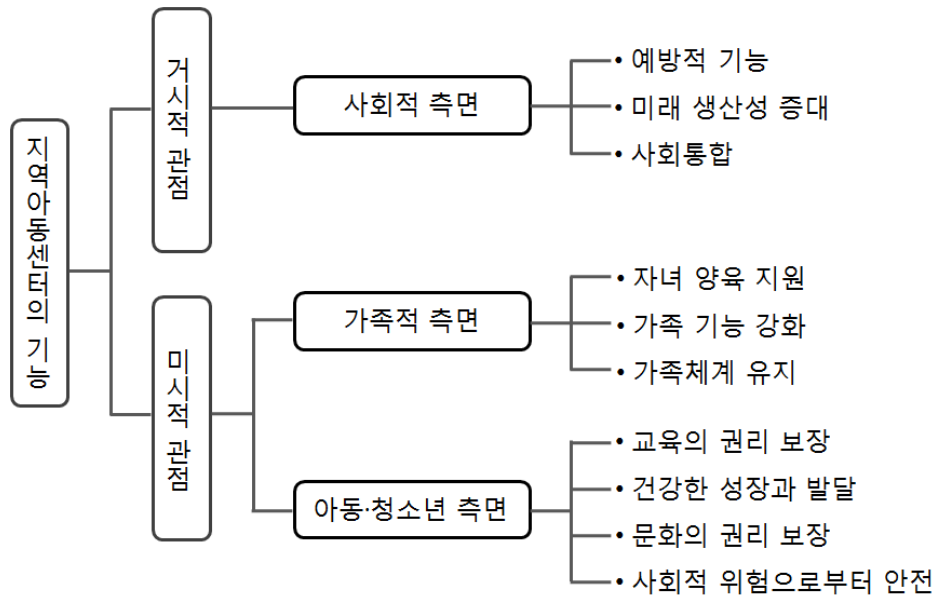 지역아동센터의 기능
거시적 관점
사회적 측면
• 예방적 기능
• 미래 생산성 증대
• 사회통합
미시적 관점
가족적 측면
• 자녀 양육 지원
• 가족 기능 강화
• 가족체계 유지
아동·청소년 측면
• 교육의 권리 보장
• 건강한 성장과 발달
• 문화의 권리 보장
• 사회적 위험으로부터 안전